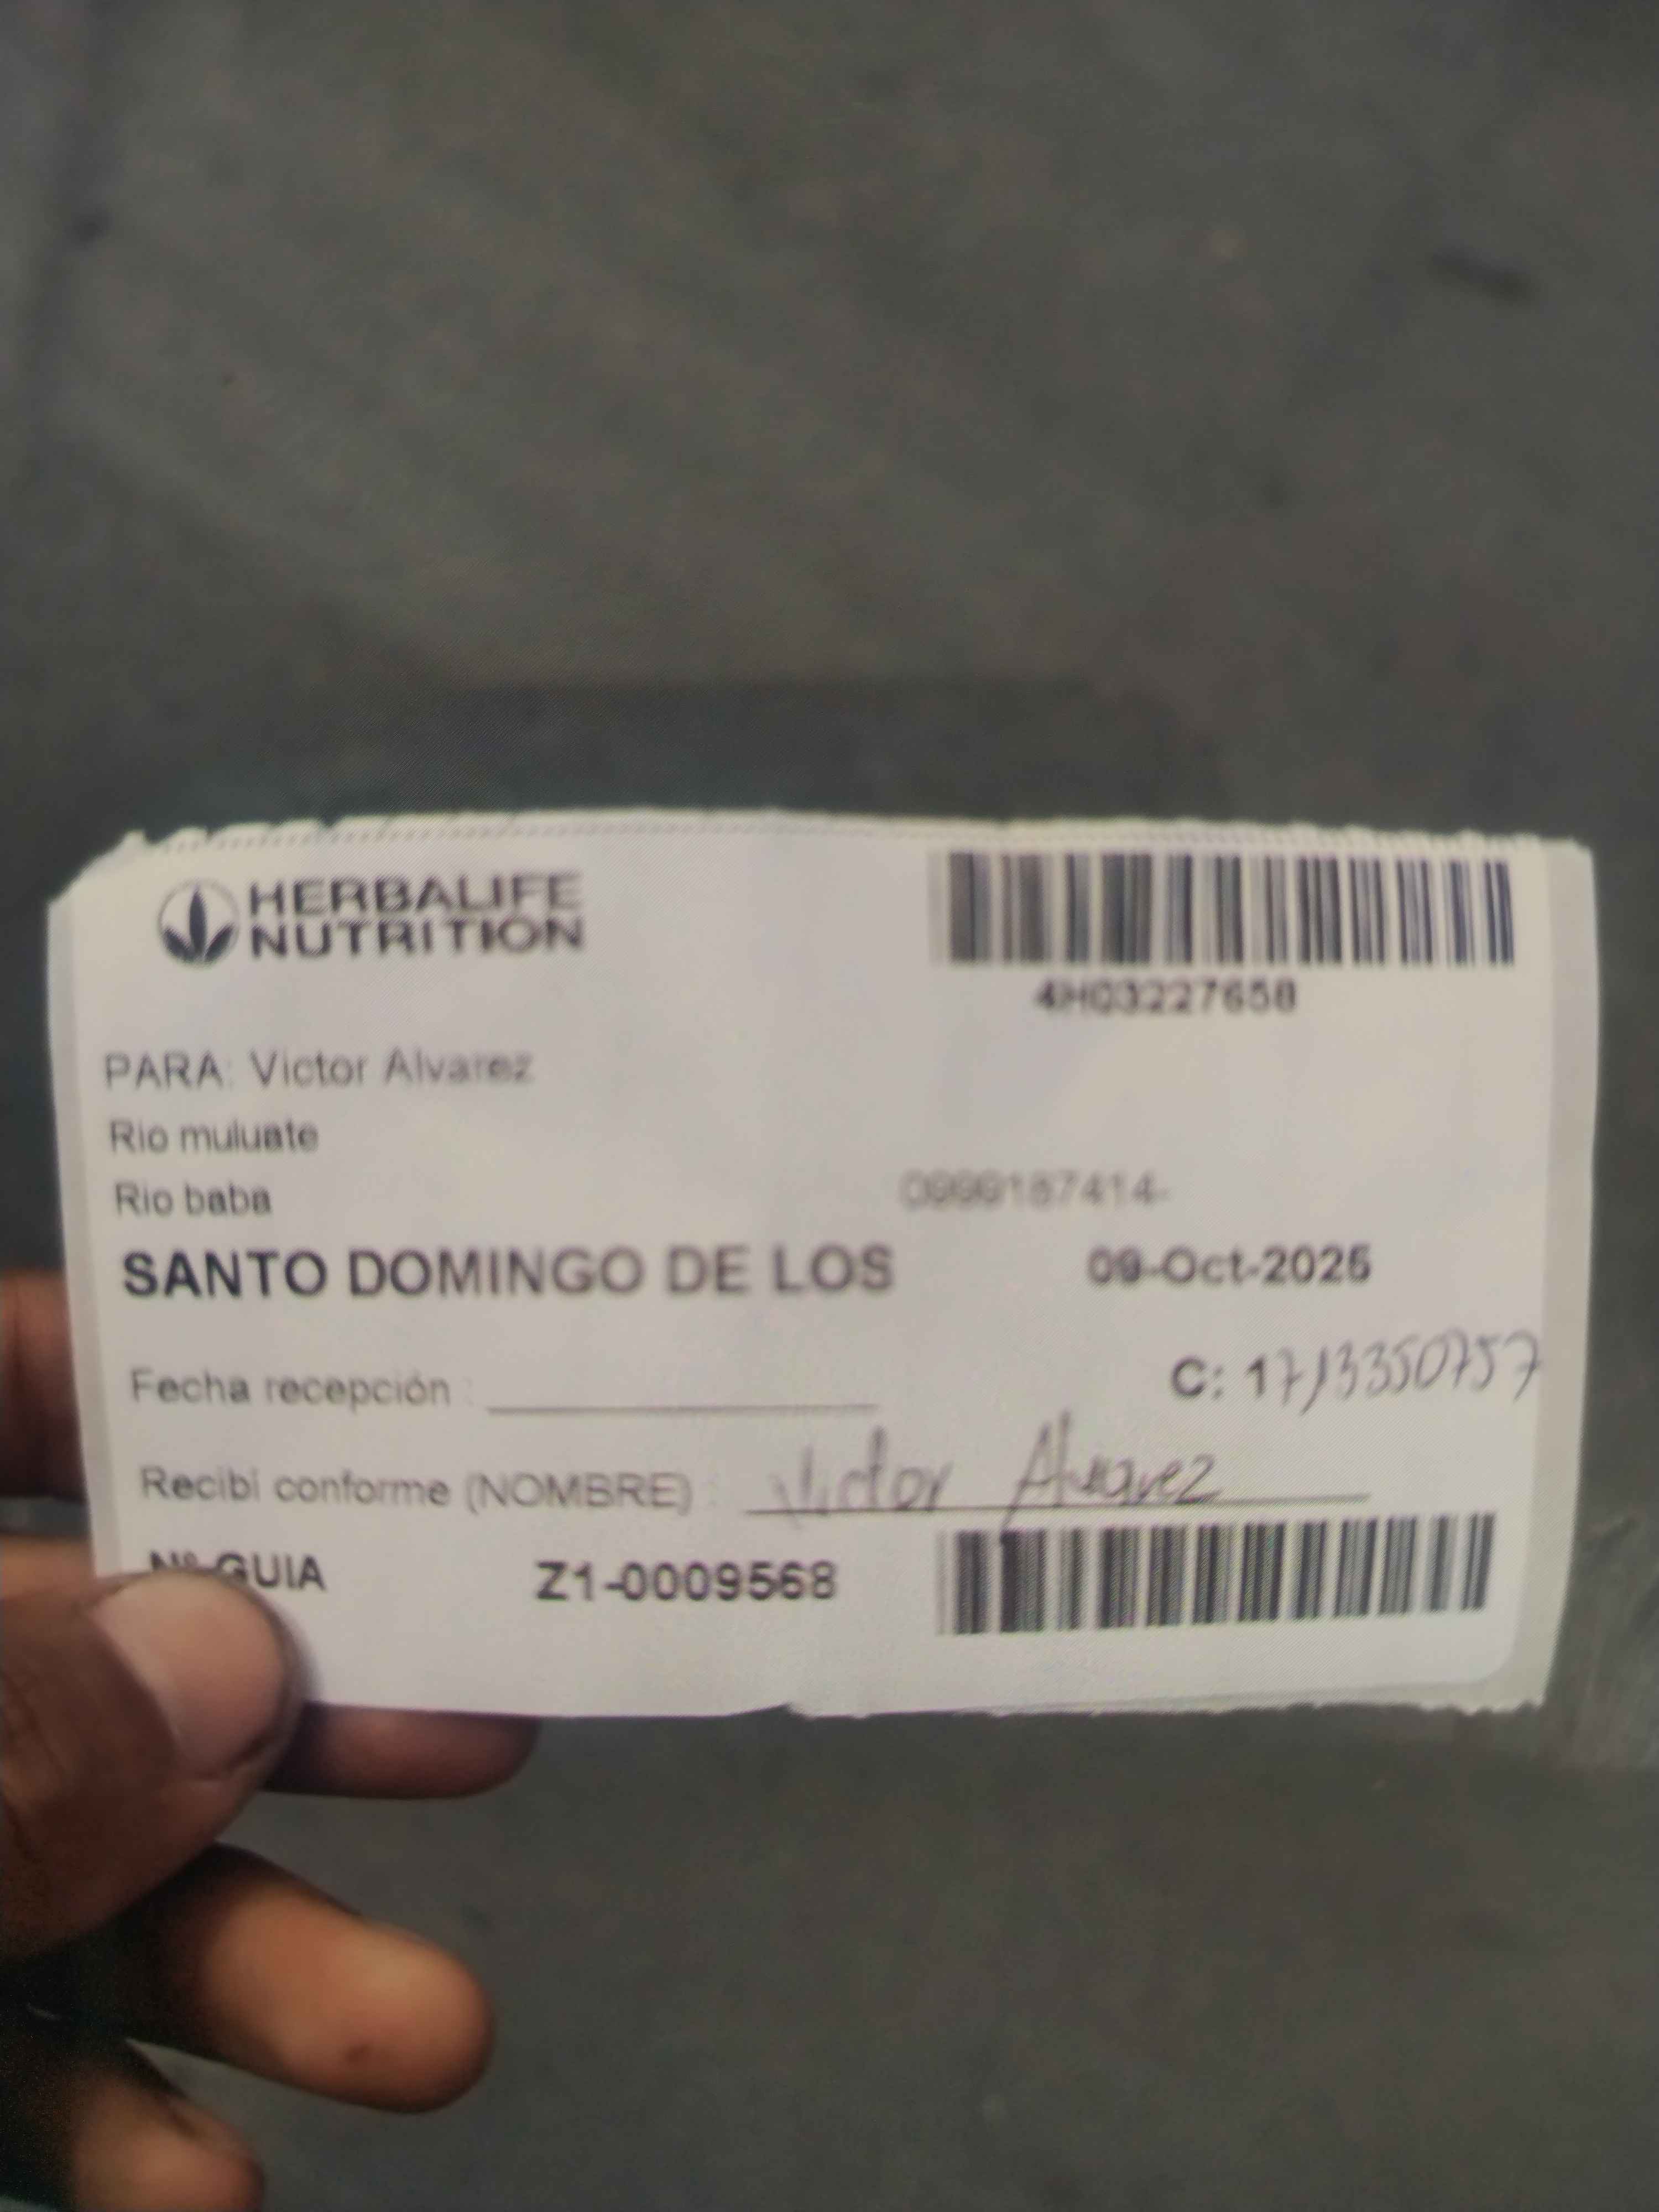 HERBALIFE
NUTRITION
4H03227658
PARA: Victor Alvarez
Rio muluate
Rio baba
0999187414-
SANTO DOMINGO DE LOS
09-Oct-2025
Fecha recepción :
C: 1713350757
Recibí conforme (NOMBRE) : Victor Alvarez
Nº GUIA Z1-0009568